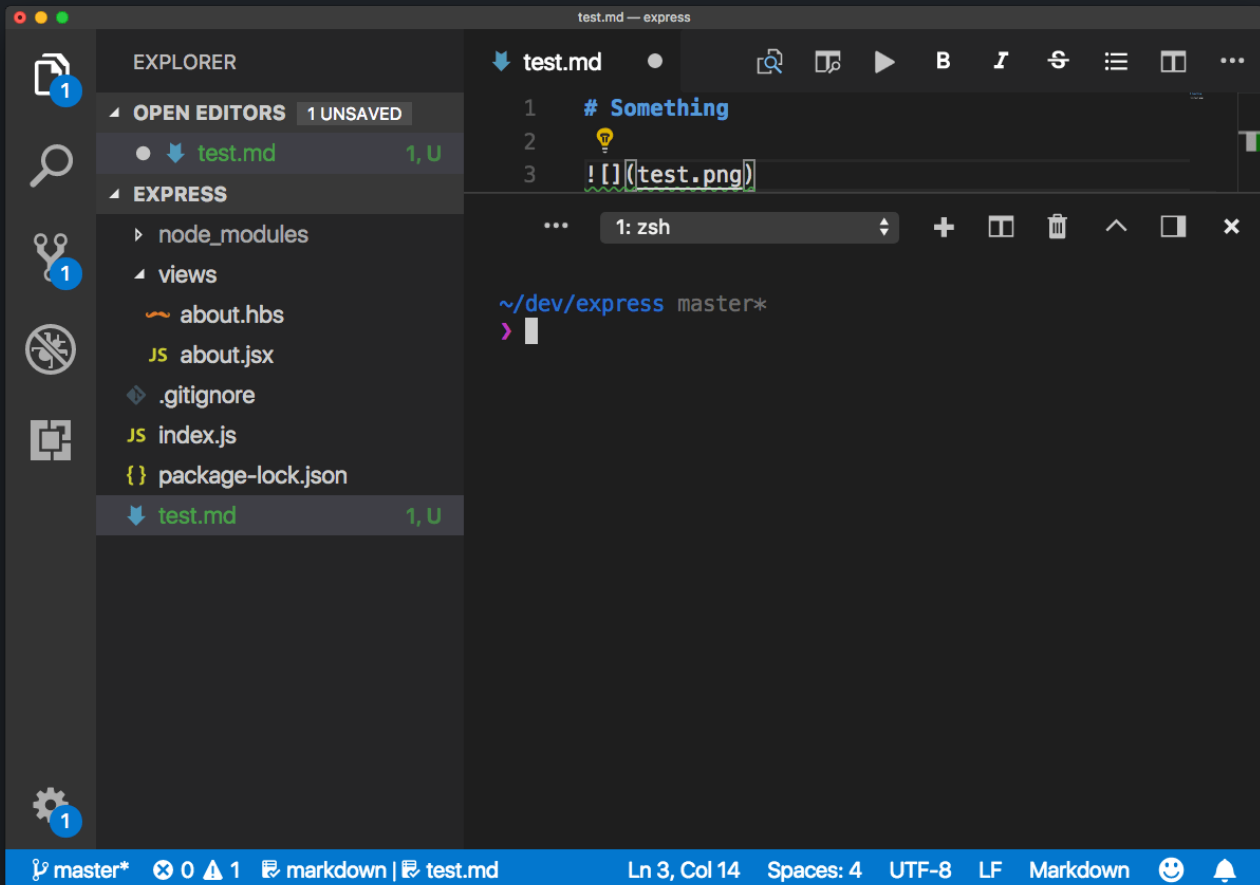 test.md — express
EXPLORER
1
OPEN EDITORS 1 UNSAVED
test.md 1, U
EXPRESS
node_modules
views
about.hbs
JS about.jsx
.gitignore
JS index.js
{ } package-lock.json
test.md 1, U
1
1
test.md
B I S
1 # Something
2
3 ![](test.png)
1: zsh
~/dev/express master*
❯
master* 0 1 markdown | test.md Ln 3, Col 14 Spaces: 4 UTF-8 LF Markdown